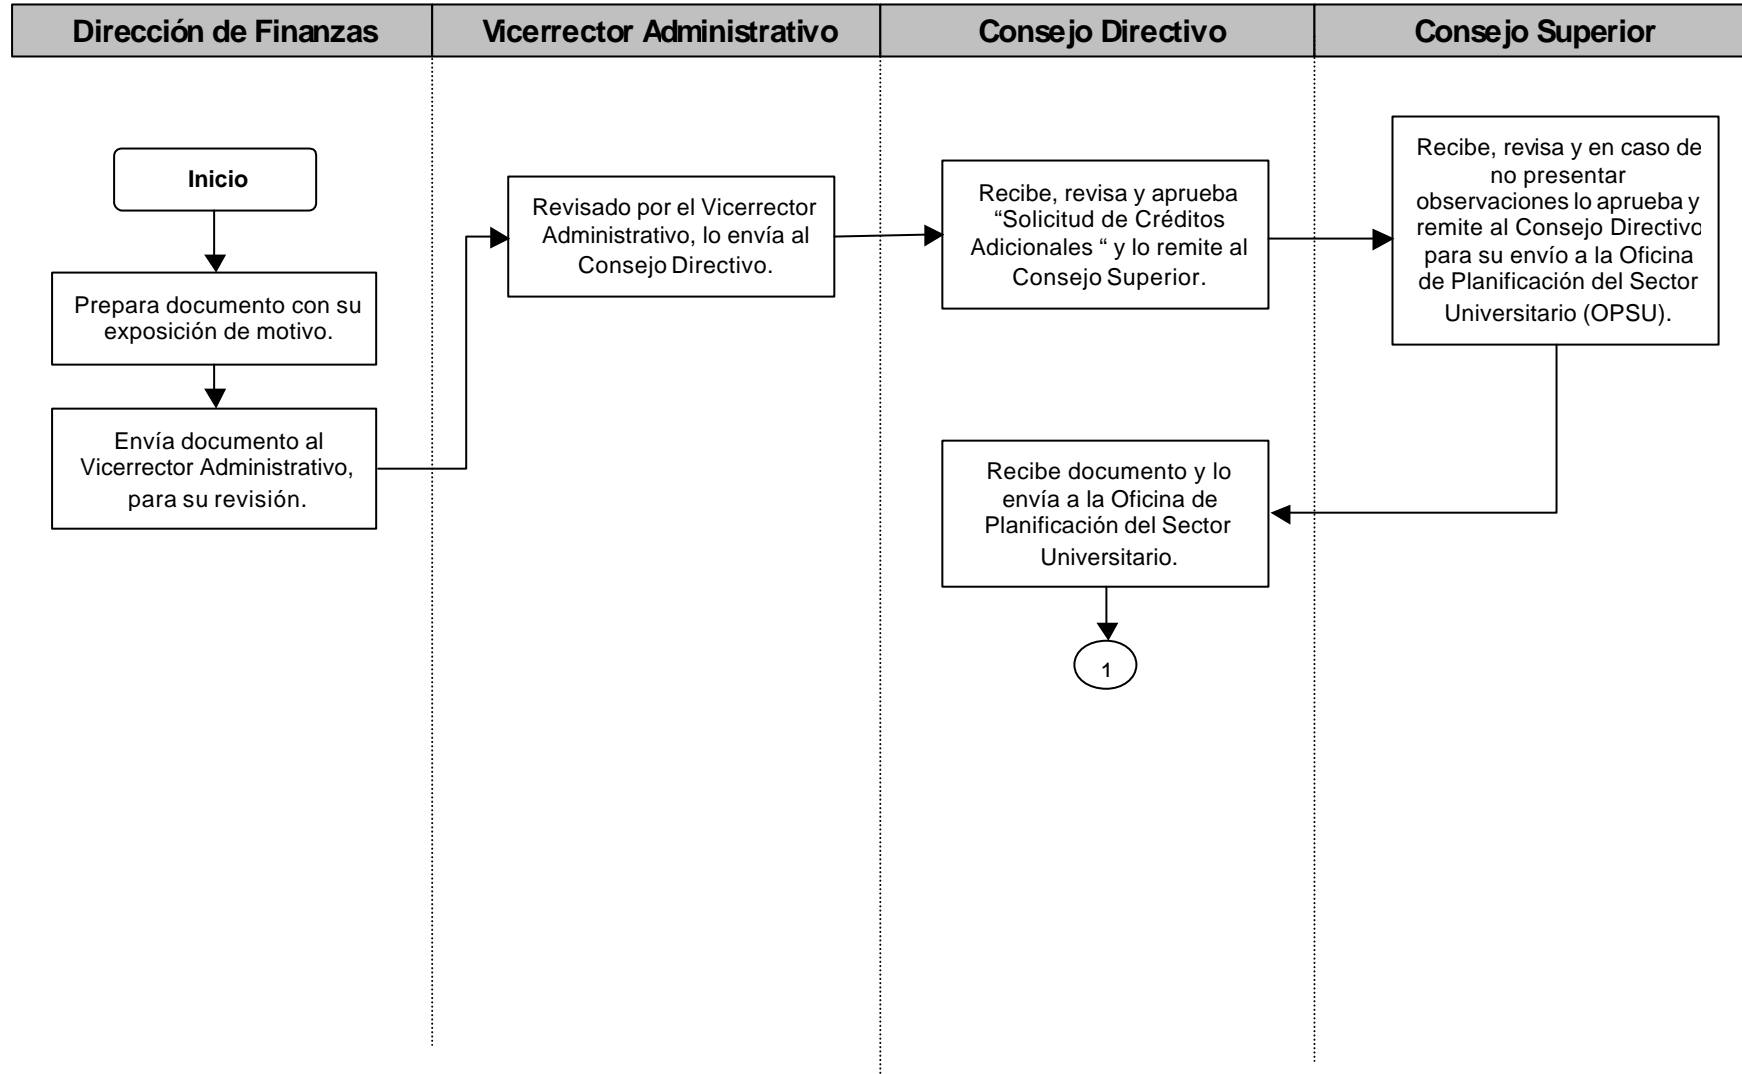 Dirección de Finanzas
Vicerrector Administrativo
Consejo Directivo
Consejo Superior
Inicio
Prepara documento con su
exposición de motivo.
Envía documento al
Vicerrector Administrativo,
para su revisión.
Revisado por el Vicerrector
Administrativo, lo envía al
Consejo Directivo.
Recibe, revisa y aprueba
“Solicitud de Créditos
Adicionales “ y lo remite al
Consejo Superior.
Recibe, revisa y en caso de
no presentar
observaciones lo aprueba y
remite al Consejo Directivo
para su envío a la Oficina
de Planificación del Sector
Universitario (OPSU).
Recibe documento y lo
envía a la Oficina de
Planificación del Sector
Universitario.
1